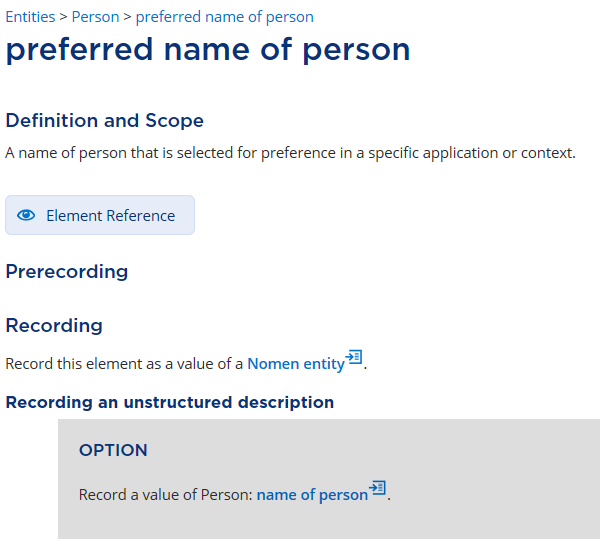 Entities > Person > preferred name of person
preferred name of person
Definition and Scope
A name of person that is selected for preference in a specific application or context.
Element Reference
Prerecording
Recording
Record this element as a value of a Nomen entity.
Recording an unstructured description
OPTION
Record a value of Person: name of person.